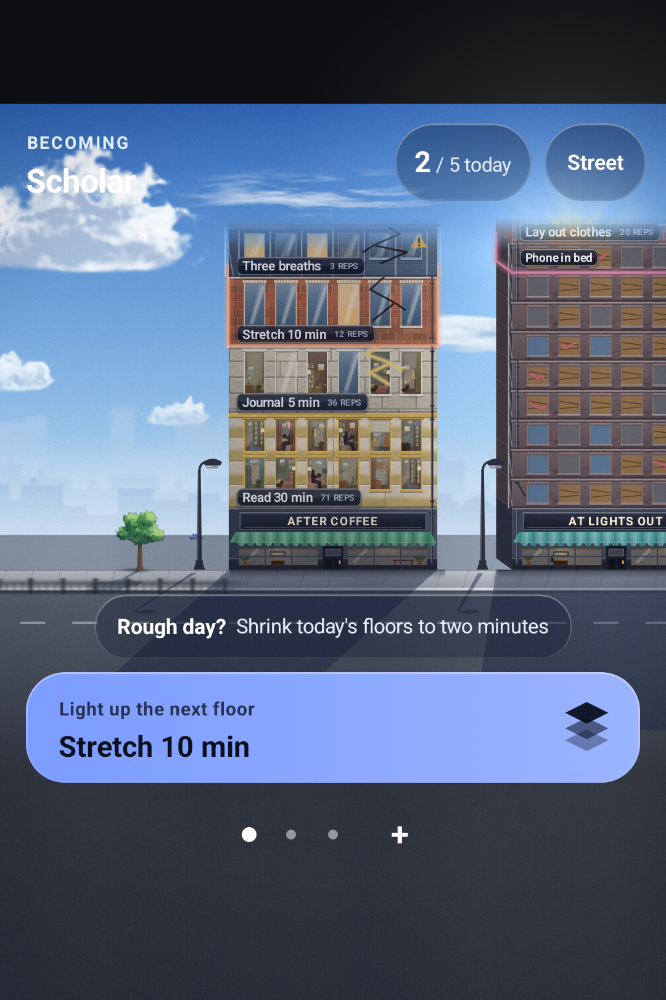 BECOMING
Scholar
2 / 5 today
Street
Three breaths 3 REPS
Stretch 10 min 12 REPS
Journal 5 min 36 REPS
Read 30 min 71 REPS
AFTER COFFEE
Lay out clothes 20 REPS
Phone in bed
AT LIGHTS OUT
Rough day? Shrink today's floors to two minutes
Light up the next floor
Stretch 10 min
+